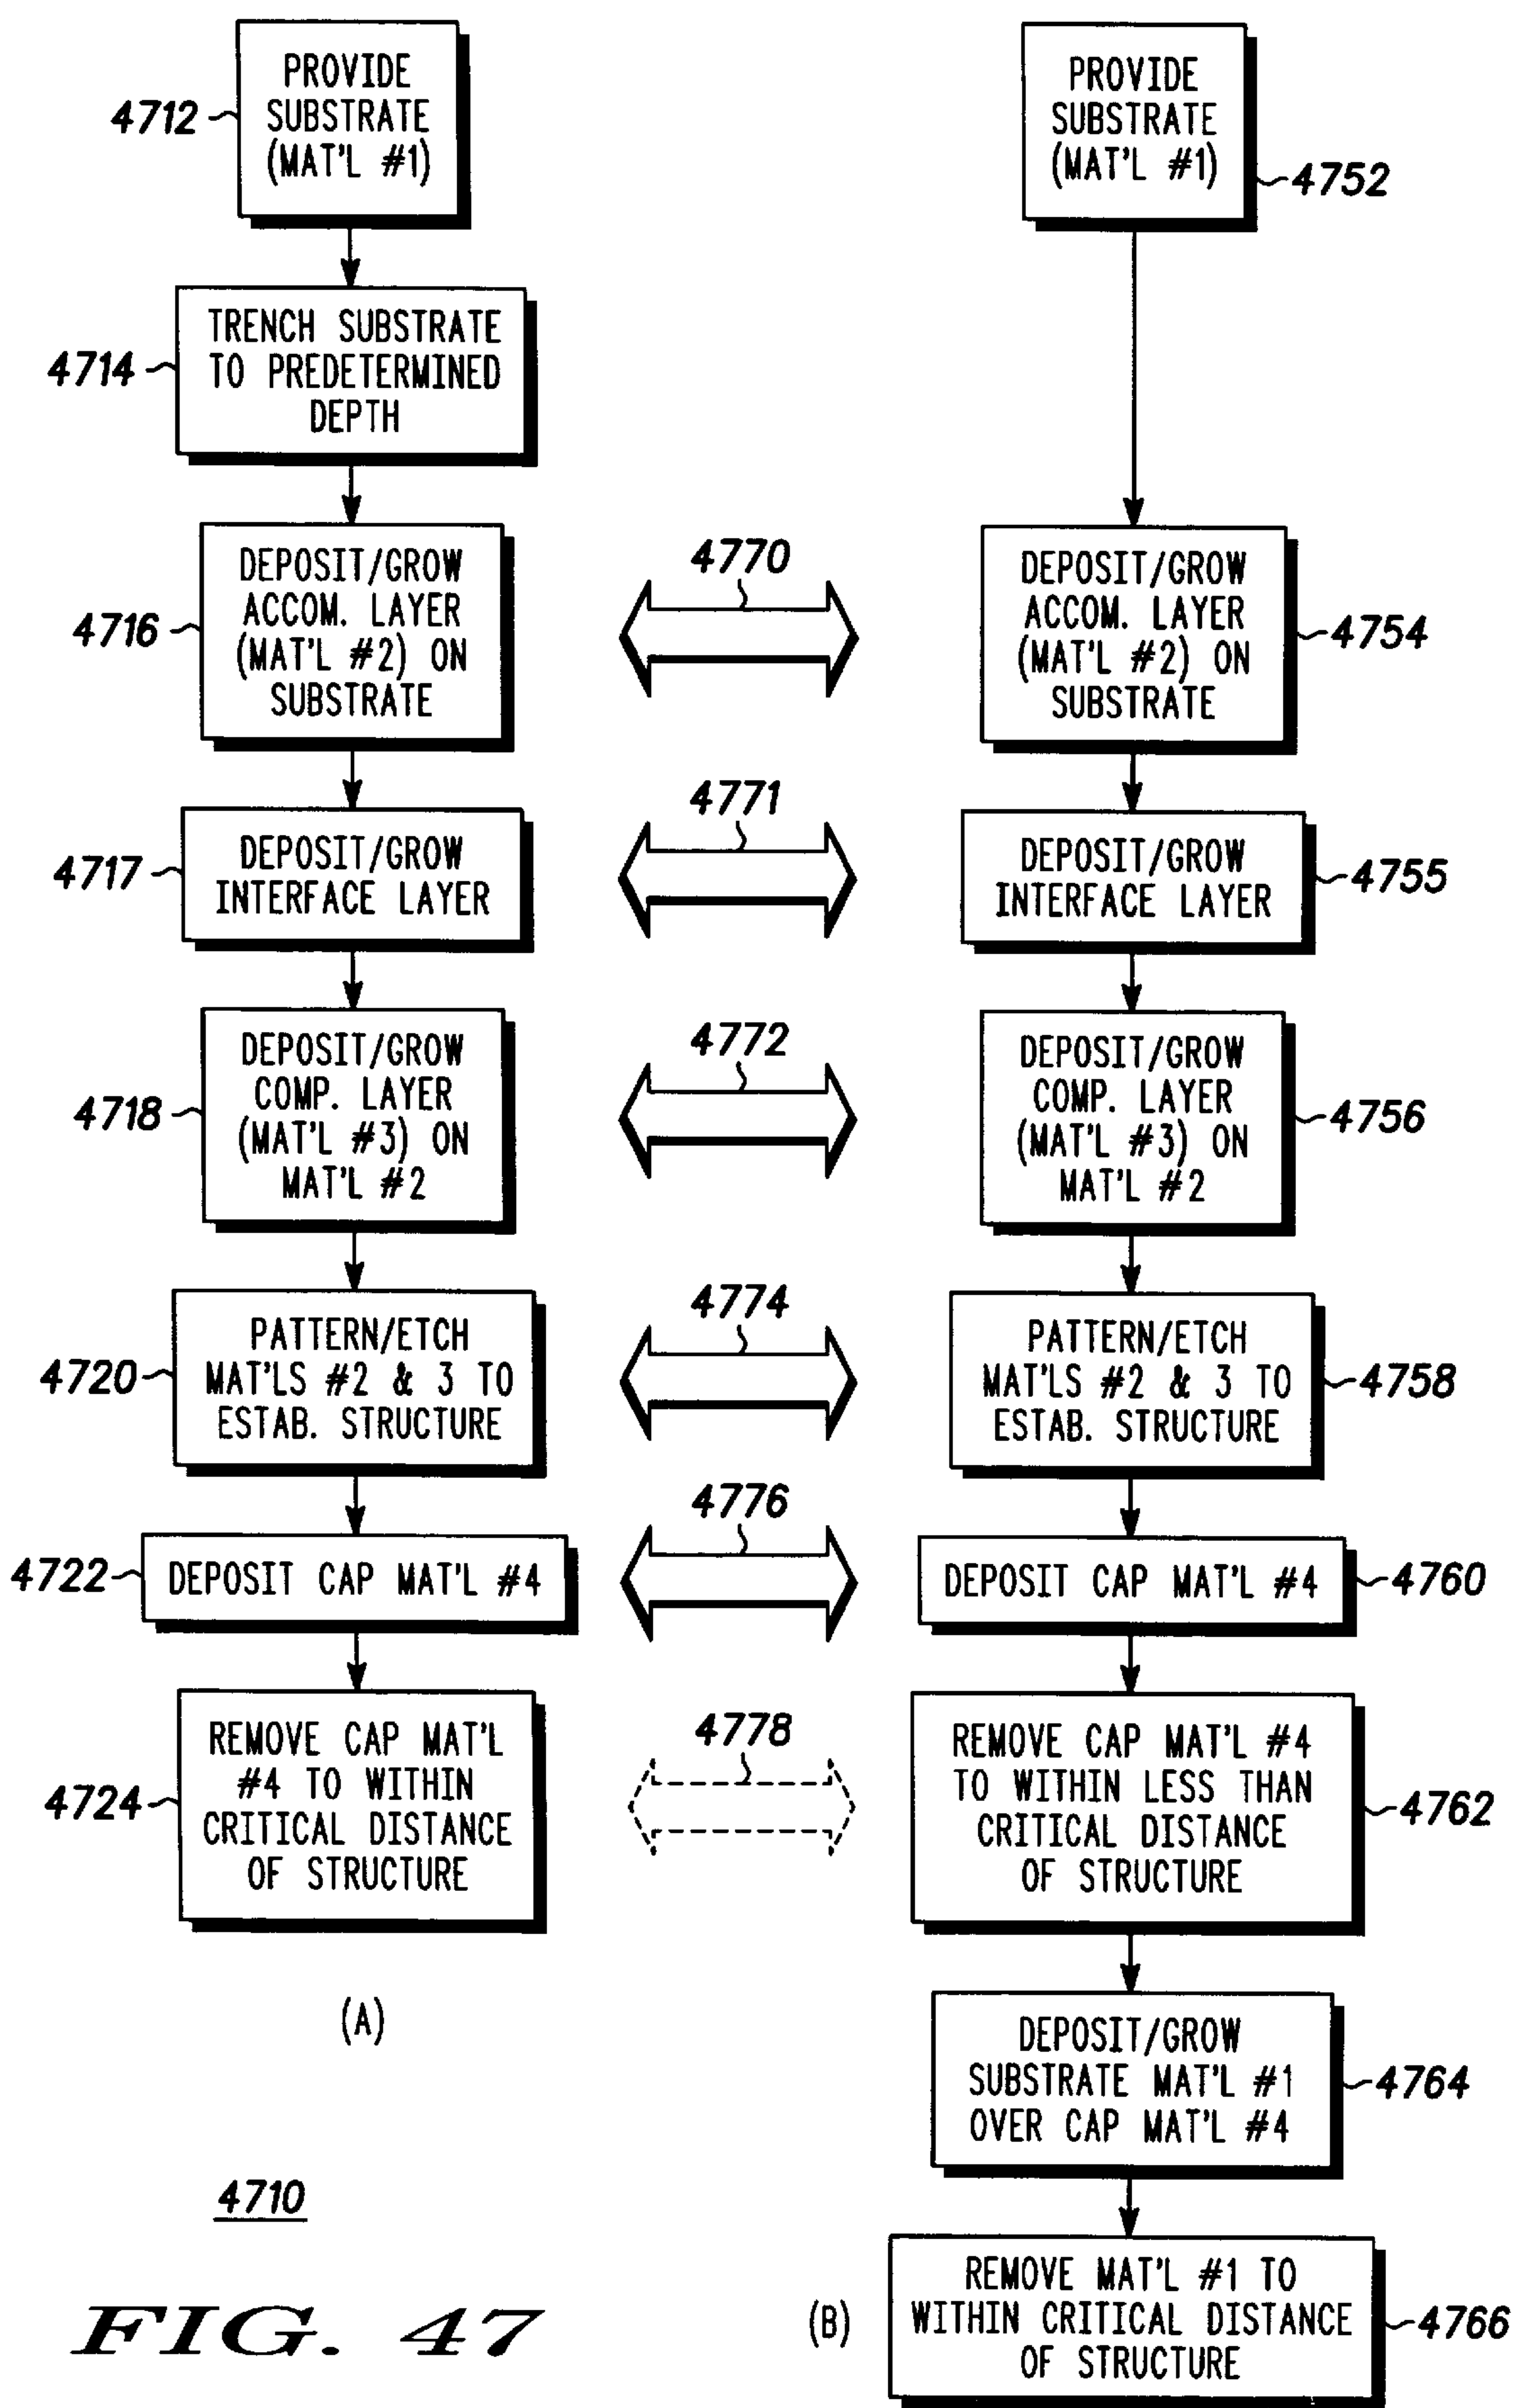 PROVIDE
SUBSTRATE
(MAT'L #1)
4712
TRENCH SUBSTRATE
TO PREDETERMINED
DEPTH
4714
DEPOSIT/GROW
ACCOM. LAYER
(MAT'L #2) ON
SUBSTRATE
4716
DEPOSIT/GROW
INTERFACE LAYER
4717
DEPOSIT/GROW
COMP. LAYER
(MAT'L #3) ON
MAT'L #2
4718
PATTERN/ETCH
MAT'LS #2 & 3 TO
ESTAB. STRUCTURE
4720
DEPOSIT CAP MAT'L #4
4722
REMOVE CAP MAT'L
#4 TO WITHIN
CRITICAL DISTANCE
OF STRUCTURE
4724
(A)
4770
4771
4772
4774
4776
4778
PROVIDE
SUBSTRATE
(MAT'L #1)
4752
DEPOSIT/GROW
ACCOM. LAYER
(MAT'L #2) ON
SUBSTRATE
4754
DEPOSIT/GROW
INTERFACE LAYER
4755
DEPOSIT/GROW
COMP. LAYER
(MAT'L #3) ON
MAT'L #2
4756
PATTERN/ETCH
MAT'LS #2 & 3 TO
ESTAB. STRUCTURE
4758
DEPOSIT CAP MAT'L #4
4760
REMOVE CAP MAT'L #4
TO WITHIN LESS THAN
CRITICAL DISTANCE
OF STRUCTURE
4762
DEPOSIT/GROW
SUBSTRATE MAT'L #1
OVER CAP MAT'L #4
4764
REMOVE MAT'L #1 TO
WITHIN CRITICAL DISTANCE
OF STRUCTURE
4766
(B)
4710
FIG. 47